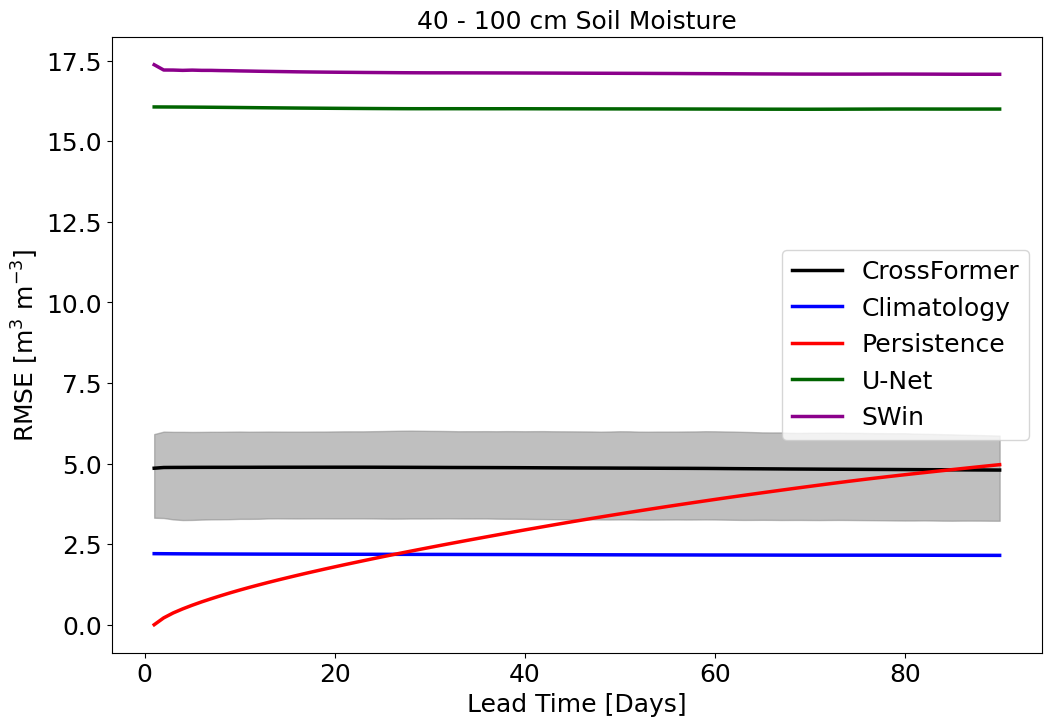 40 - 100 cm Soil Moisture
RMSE [m³ m⁻³]
17.5
15.0
12.5
10.0
7.5
5.0
2.5
0.0
CrossFormer
Climatology
Persistence
U-Net
SWin
0 20 40 60 80
Lead Time [Days]